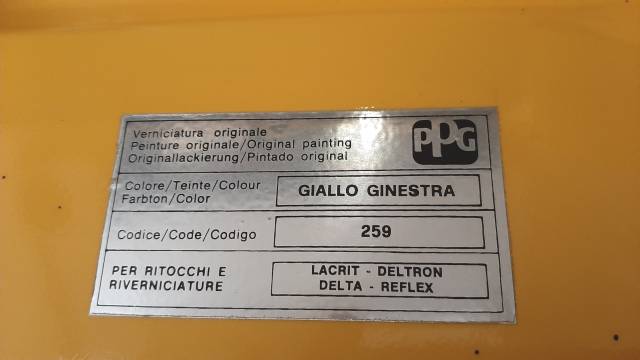 Verniciatura originale
Peinture originale/Original painting
Originallackierung/Pintado original
PPG
Colore/Teinte/Colour
Farbton/Color
GIALLO GINESTRA
Codice/Code/Codigo
259
PER RITOCCHI E
RIVERNICIATURE
LACRIT - DELTRON
DELTA - REFLEX